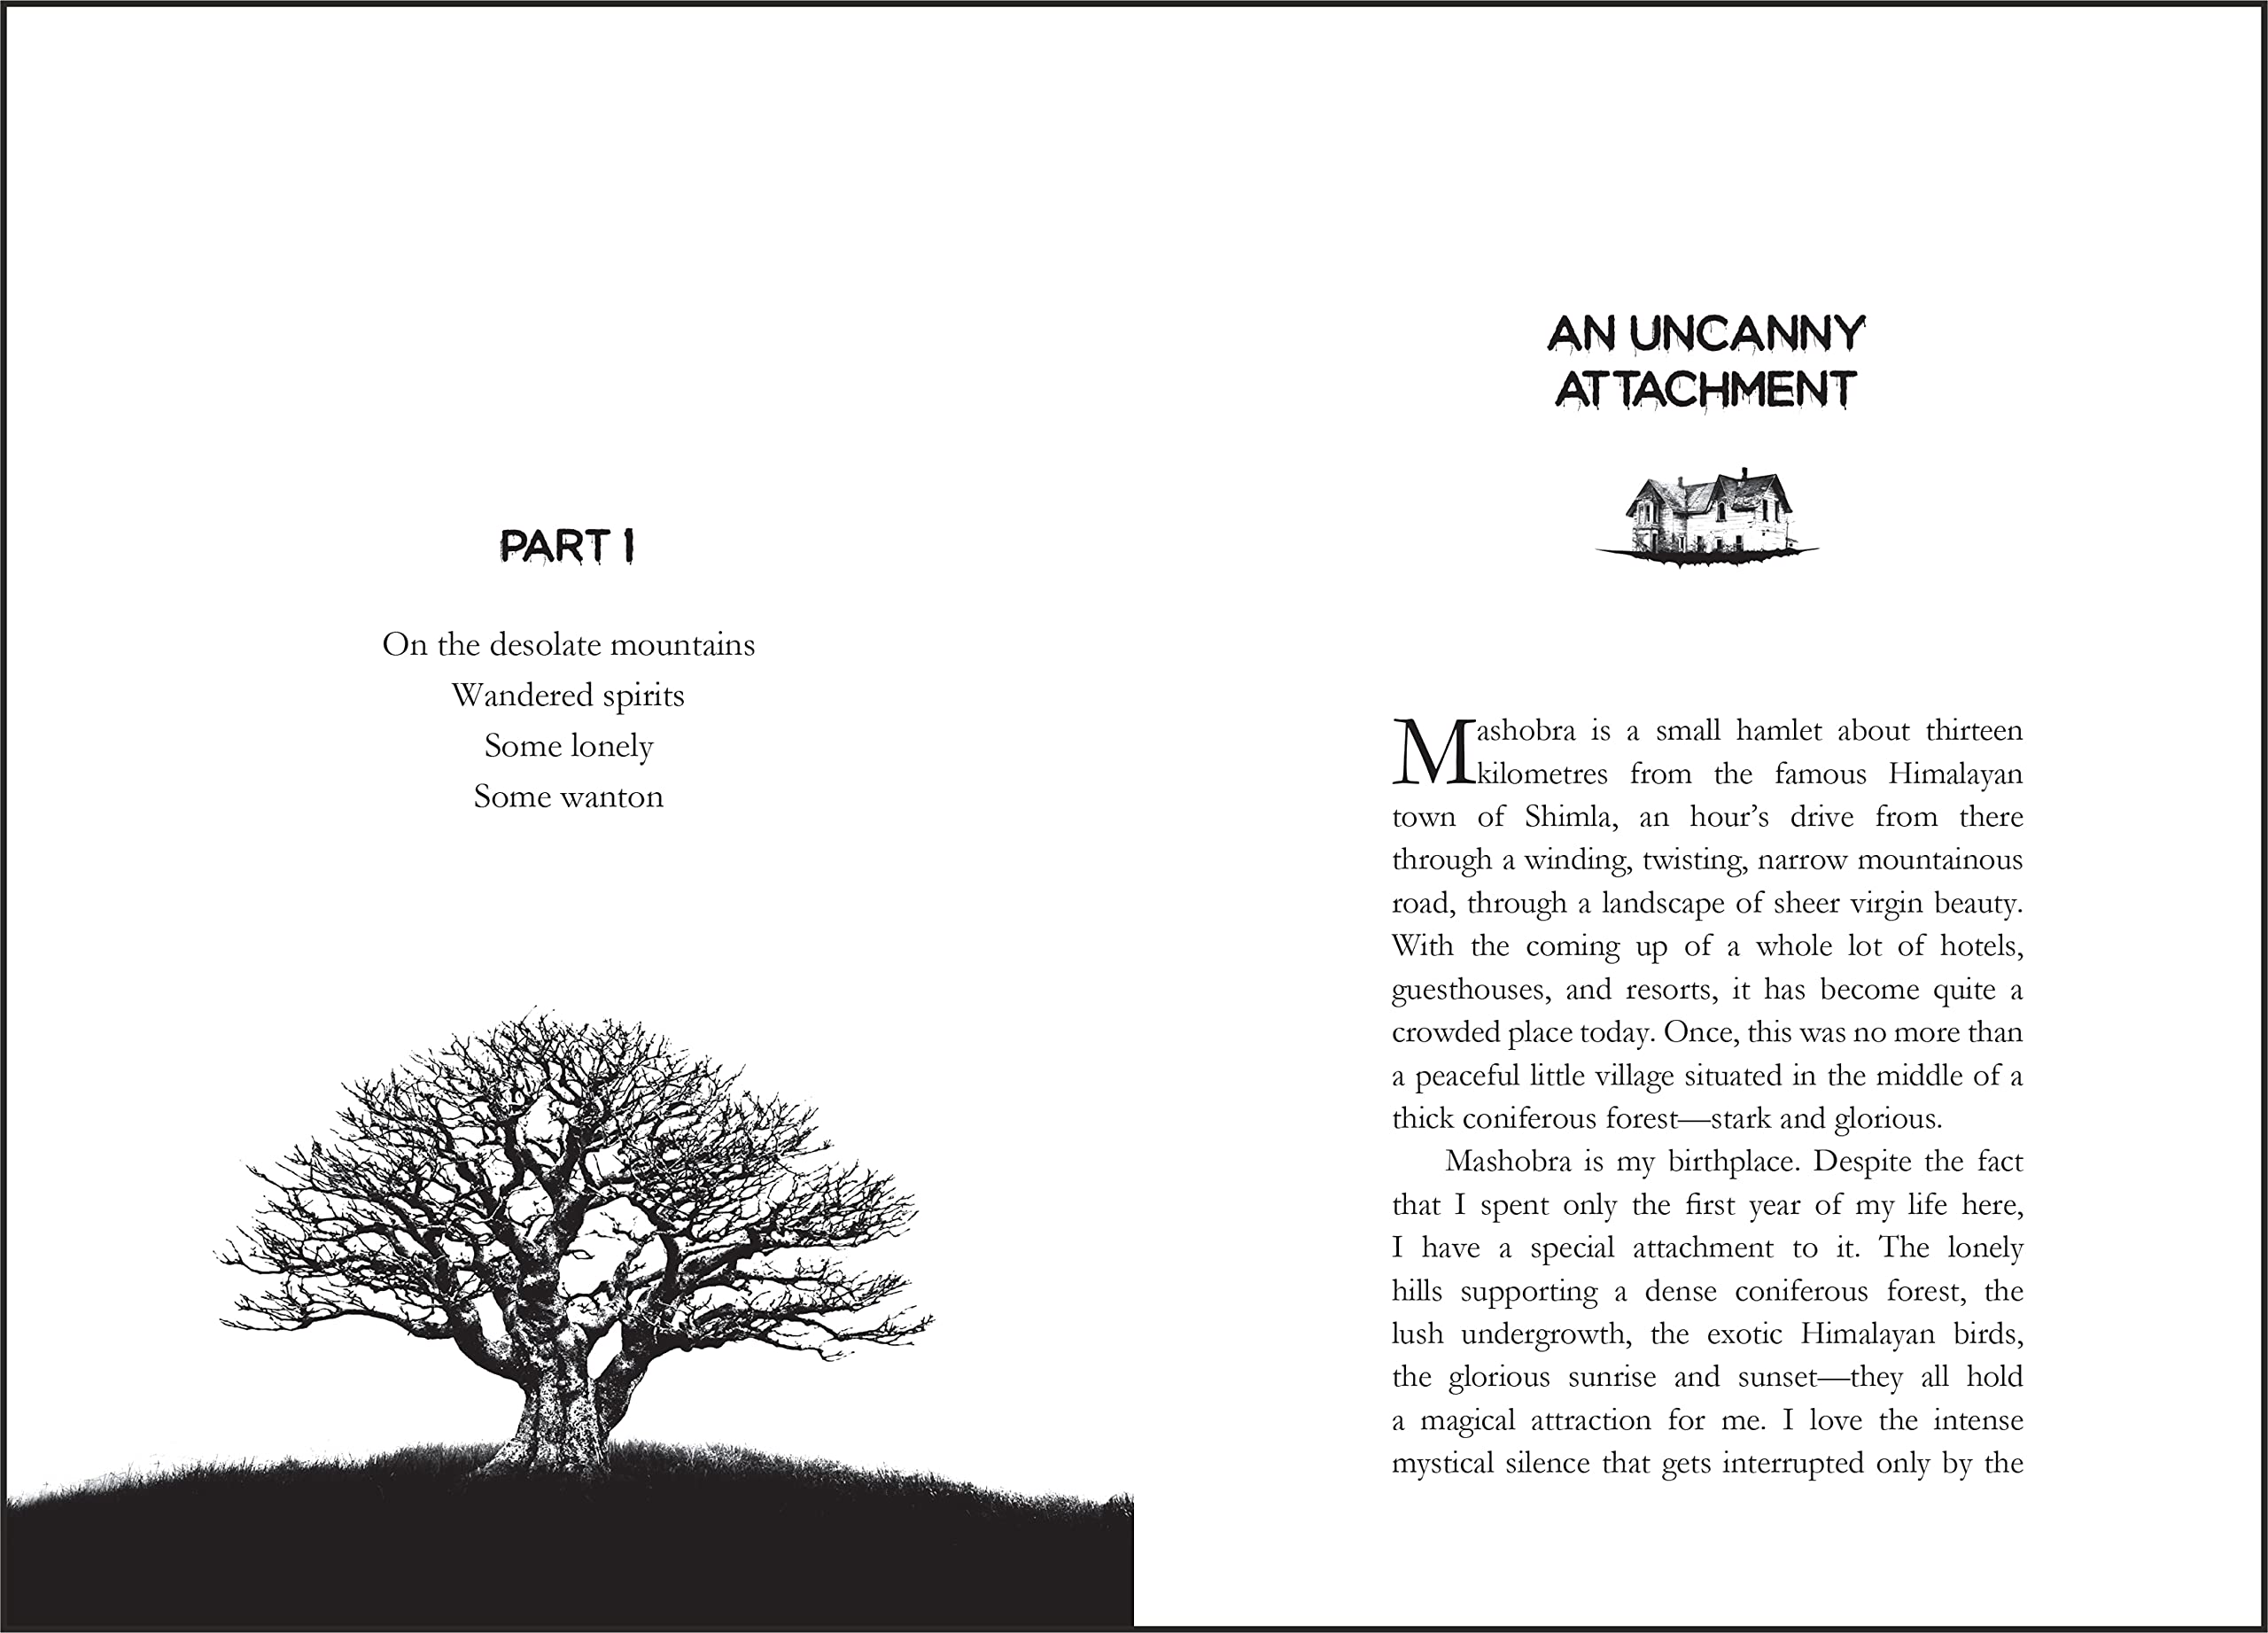 PART 1
On the desolate mountains
Wandered spirits
Some lonely
Some wanton
AN UNCANNY
ATTACHMENT
Mashobra is a small hamlet about thirteen
kilometres from the famous Himalayan
town of Shimla, an hour’s drive from there
through a winding, twisting, narrow mountainous
road, through a landscape of sheer virgin beauty.
With the coming up of a whole lot of hotels,
guesthouses, and resorts, it has become quite a
crowded place today. Once, this was no more than
a peaceful little village situated in the middle of a
thick coniferous forest—stark and glorious.
Mashobra is my birthplace. Despite the fact
that I spent only the first year of my life here,
I have a special attachment to it. The lonely
hills supporting a dense coniferous forest, the
lush undergrowth, the exotic Himalayan birds,
the glorious sunrise and sunset—they all hold
a magical attraction for me. I love the intense
mystical silence that gets interrupted only by the